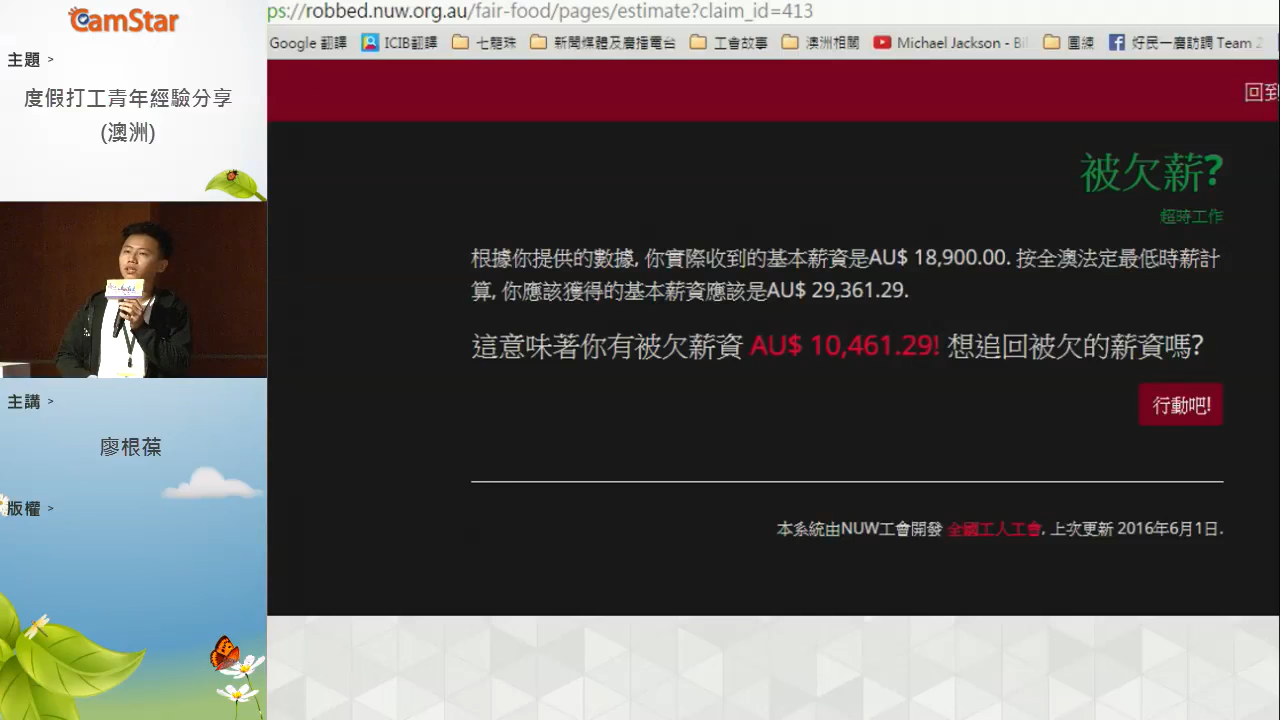 CamStar
主題 >
度假打工青年經驗分享
(澳洲)
主講 >
廖根葆
版權 >
ps://robbed.nuw.org.au/fair-food/pages/estimate?claim_id=413
Google 翻譯 ICIB翻譯 七龍珠 新聞媒體及廣播電台 工會故事 澳洲相關 Michael Jackson - Bi 團練 好民一廣訪調 Team 2
回到
被欠薪?
超時工作
根據你提供的數據, 你實際收到的基本薪資是AU$ 18,900.00. 按全澳法定最低時薪計
算, 你應該獲得的基本薪資應該是AU$ 29,361.29.
這意味著你有被欠薪資 AU$ 10,461.29! 想追回被欠的薪資嗎?
行動吧!
本系統由NUW工會開發 全國工人工會, 上次更新 2016年6月1日.